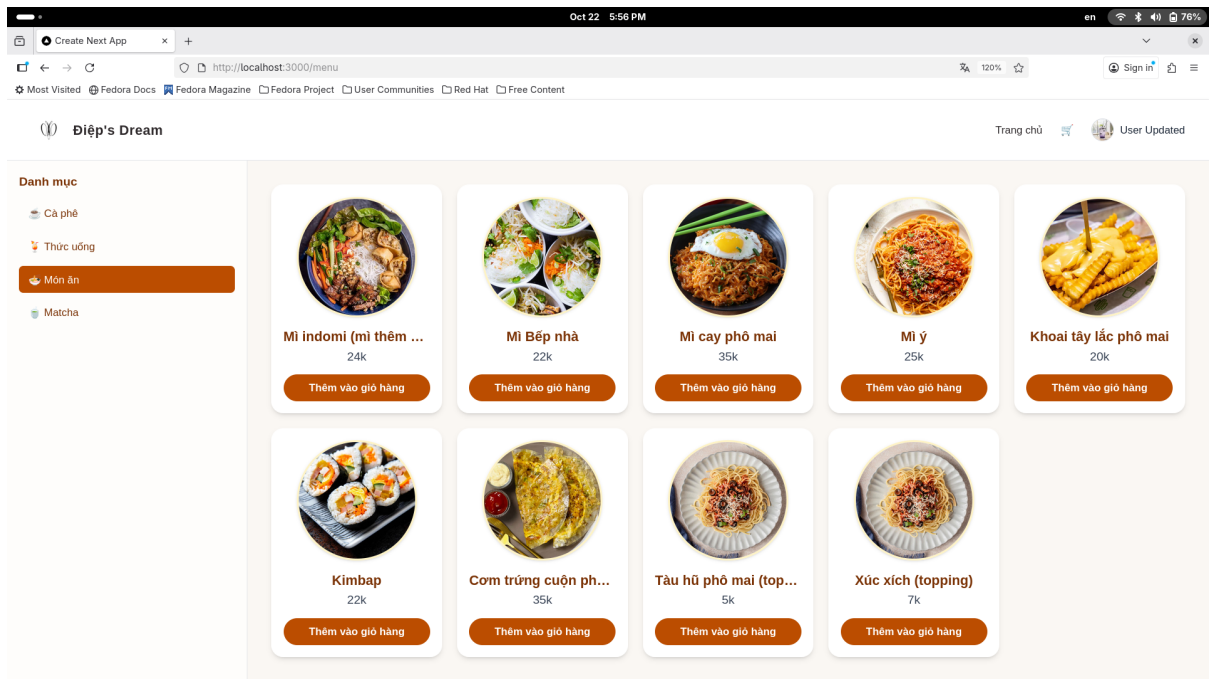 Oct 22 5:56 PM
en
76%
Create Next App
http://localhost:3000/menu
120%
Sign in
Most Visited
Fedora Docs
Fedora Magazine
Fedora Project
User Communities
Red Hat
Free Content
Điệp's Dream
Trang chủ
User Updated
Danh mục
Cà phê
Thức uống
Món ăn
Matcha
Mì indomi (mì thêm ...
24k
Thêm vào giỏ hàng
Mì Bếp nhà
22k
Thêm vào giỏ hàng
Mì cay phô mai
35k
Thêm vào giỏ hàng
Mì ý
25k
Thêm vào giỏ hàng
Khoai tây lắc phô mai
20k
Thêm vào giỏ hàng
Kimbap
22k
Thêm vào giỏ hàng
Cơm trứng cuộn ph...
35k
Thêm vào giỏ hàng
Tàu hũ phô mai (top...
5k
Thêm vào giỏ hàng
Xúc xích (topping)
7k
Thêm vào giỏ hàng